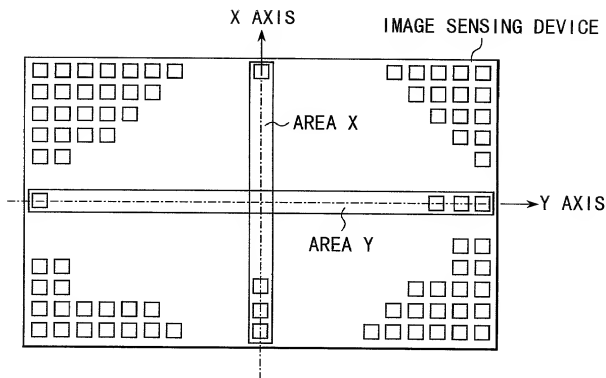 X AXIS
IMAGE SENSING DEVICE
AREA X
Y AXIS
AREA Y